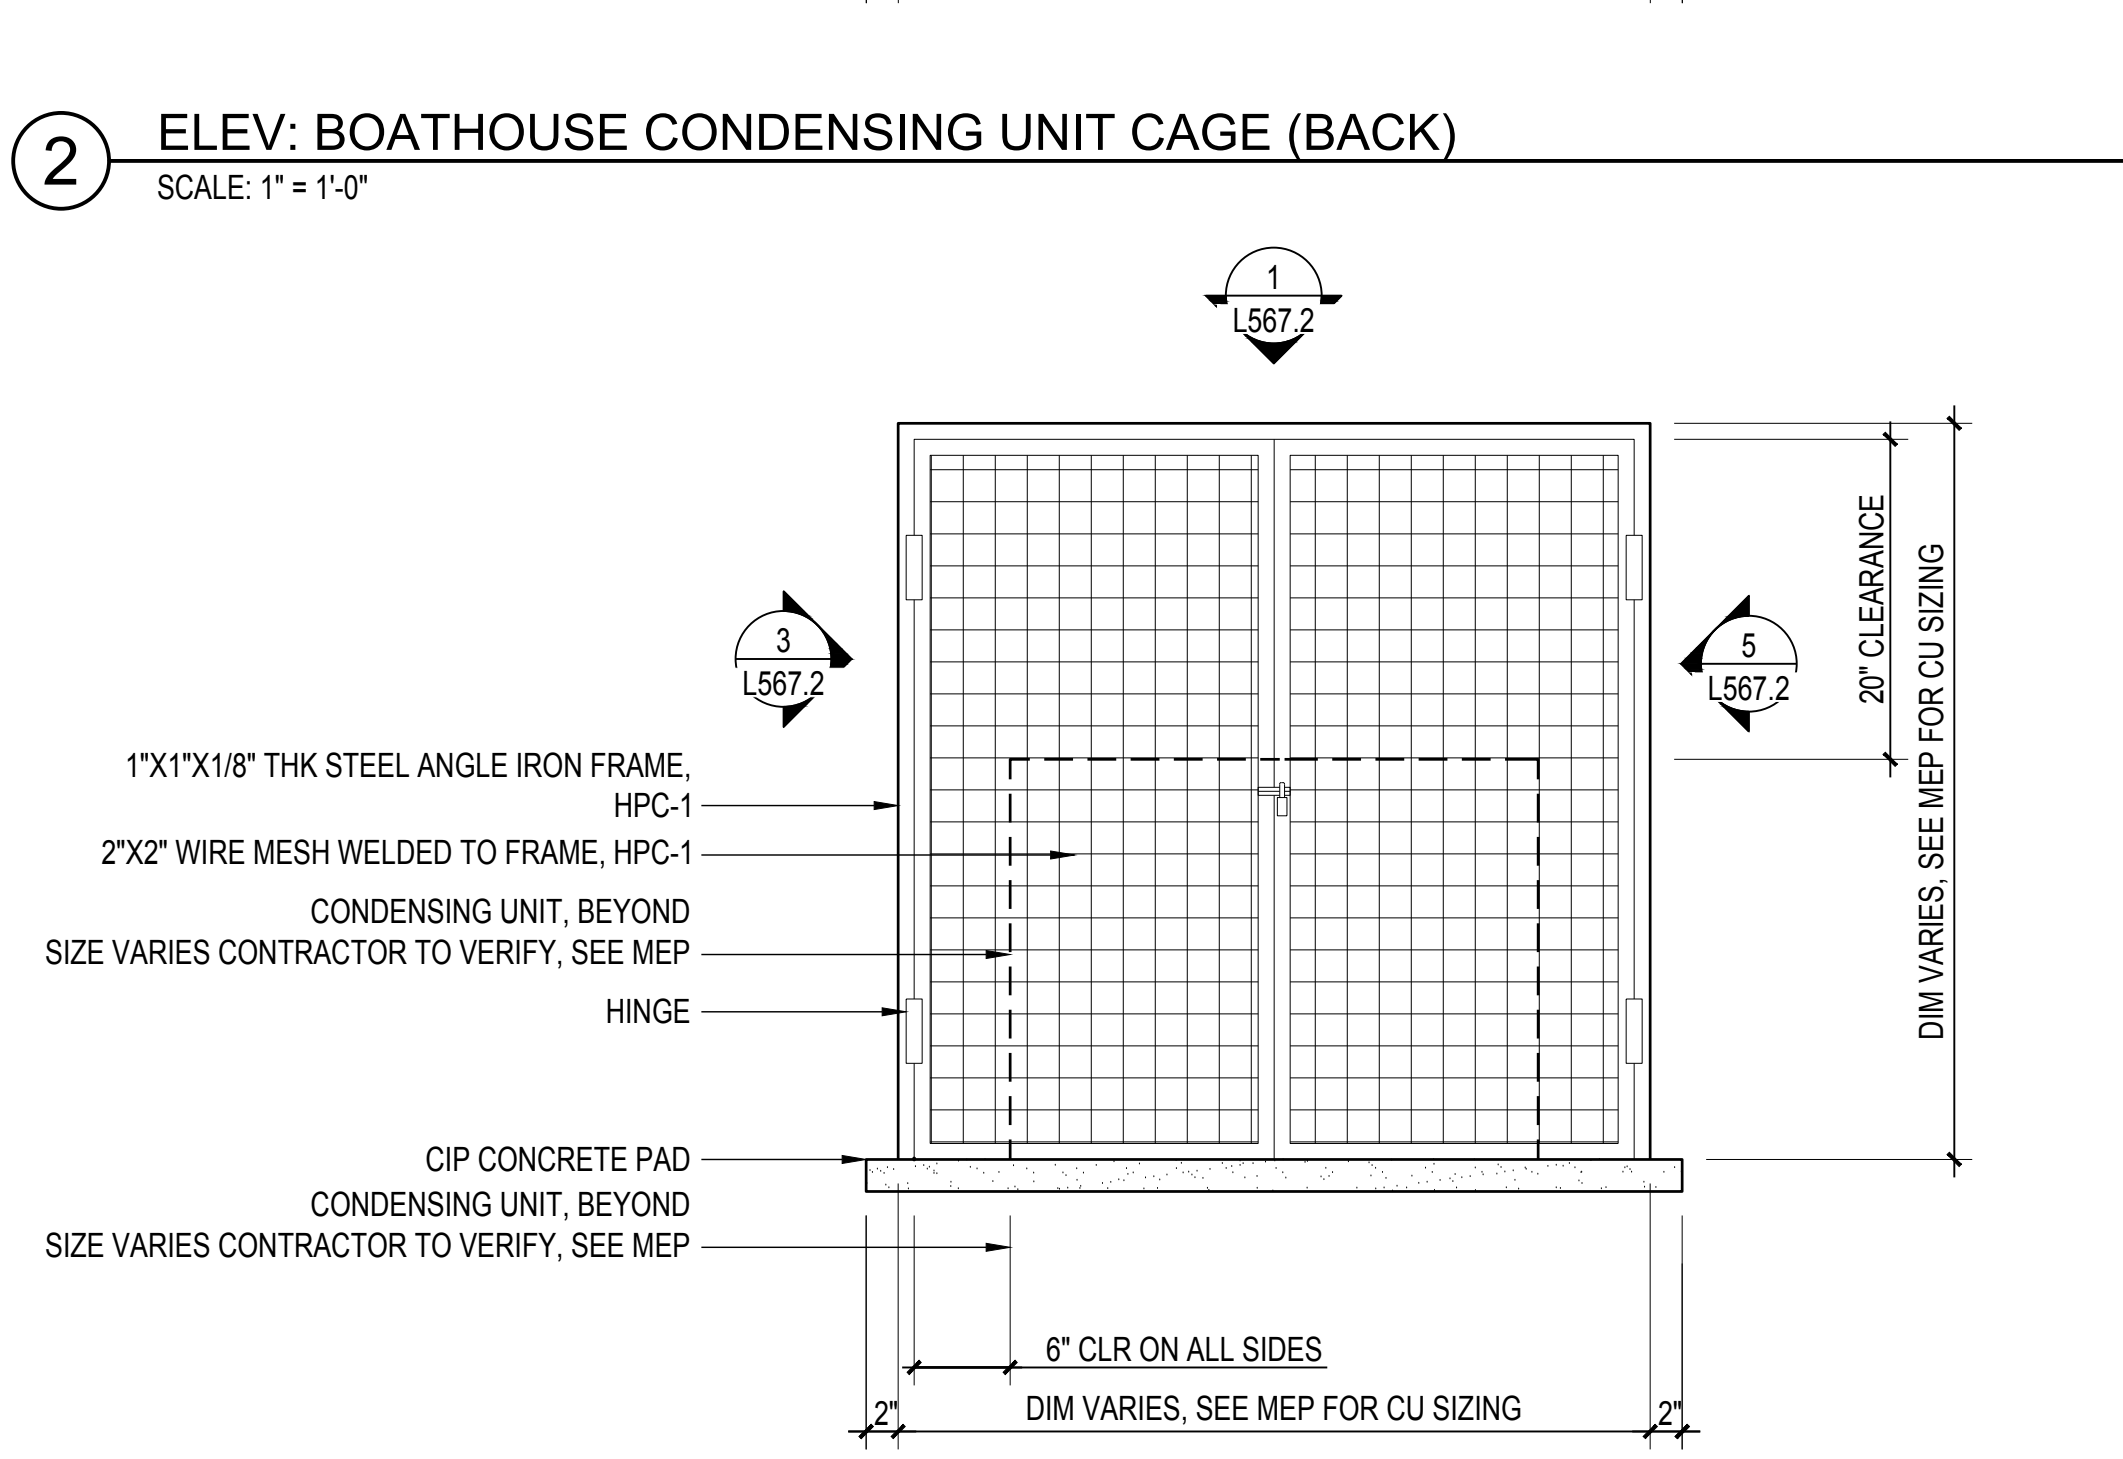 2
ELEV: BOATHOUSE CONDENSING UNIT CAGE (BACK)
SCALE: 1" = 1'-0"
1
L567.2
3
L567.2
5
L567.2
20" CLEARANCE
DIM VARIES, SEE MEP FOR CU SIZING
1"X1"X1/8" THK STEEL ANGLE IRON FRAME,
HPC-1
2"X2" WIRE MESH WELDED TO FRAME, HPC-1
CONDENSING UNIT, BEYOND
SIZE VARIES CONTRACTOR TO VERIFY, SEE MEP
HINGE
CIP CONCRETE PAD
CONDENSING UNIT, BEYOND
SIZE VARIES CONTRACTOR TO VERIFY, SEE MEP
6" CLR ON ALL SIDES
2"
DIM VARIES, SEE MEP FOR CU SIZING
2"